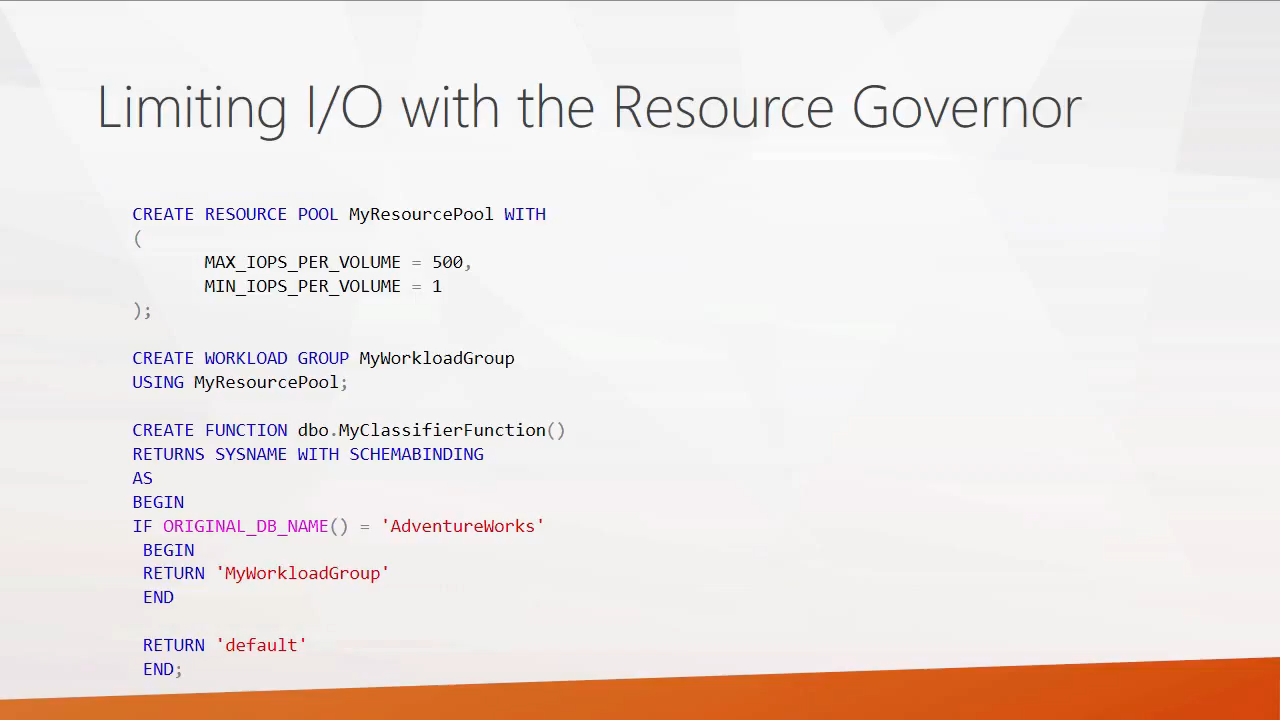 Limiting I/O with the Resource Governor
CREATE RESOURCE POOL MyResourcePool WITH
(
MAX_IOPS_PER_VOLUME = 500,
MIN_IOPS_PER_VOLUME = 1
);
CREATE WORKLOAD GROUP MyWorkloadGroup
USING MyResourcePool;
CREATE FUNCTION dbo.MyClassifierFunction()
RETURNS SYSNAME WITH SCHEMABINDING
AS
BEGIN
IF ORIGINAL_DB_NAME() = 'AdventureWorks'
BEGIN
RETURN 'MyWorkloadGroup'
END
RETURN 'default'
END;